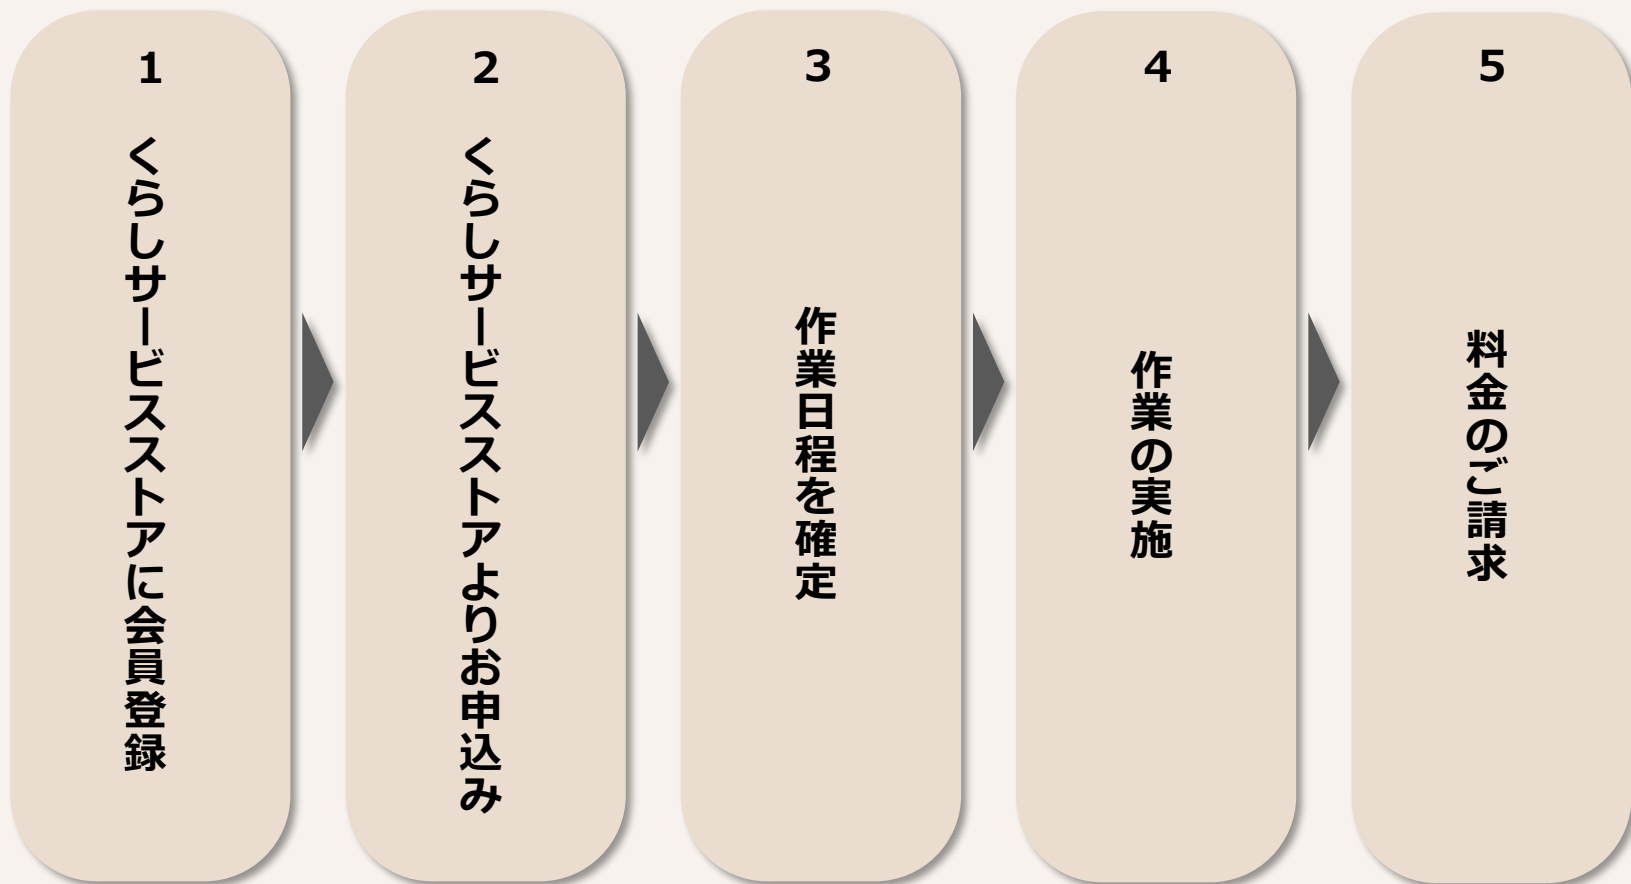 1
くらしサービスストアに会員登録
2
くらしサービスストアよりお申込み
3
作業日程を確定
4
作業の実施
5
料金のご請求